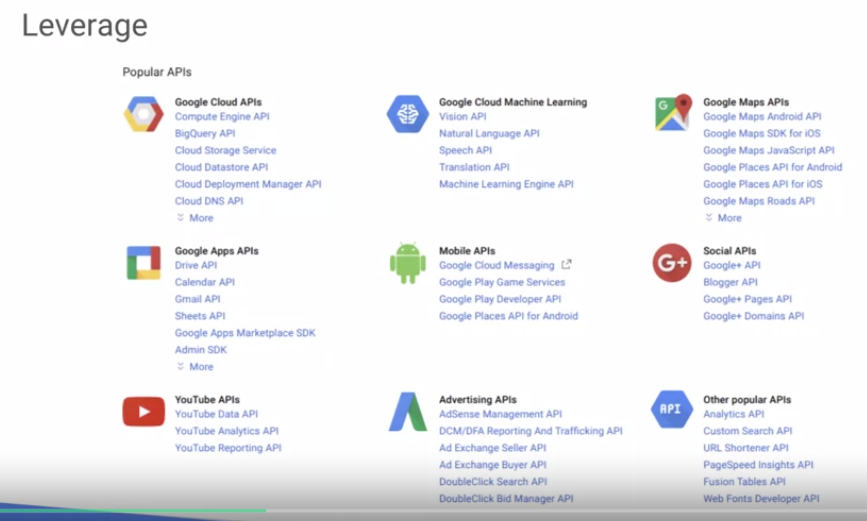 Leverage
Popular APIs
Google Cloud APIs
Compute Engine API
BigQuery API
Cloud Storage Service
Cloud Datastore API
Cloud Deployment Manager API
Cloud DNS API
More
Google Cloud Machine Learning
Vision API
Natural Language API
Speech API
Translation API
Machine Learning Engine API
Google Maps APIs
Google Maps Android API
Google Maps SDK for iOS
Google Maps JavaScript API
Google Places API for Android
Google Places API for iOS
Google Maps Roads API
More
Google Apps APIs
Drive API
Calendar API
Gmail API
Sheets API
Google Apps Marketplace SDK
Admin SDK
More
Mobile APIs
Google Cloud Messaging
Google Play Game Services
Google Play Developer API
Google Places API for Android
G+
Social APIs
Google+ API
Blogger API
Google+ Pages API
Google+ Domains API
YouTube APIs
YouTube Data API
YouTube Analytics API
YouTube Reporting API
Advertising APIs
AdSense Management API
DCM/DFA Reporting And Trafficking API
Ad Exchange Seller API
Ad Exchange Buyer API
DoubleClick Search API
DoubleClick Bid Manager API
API
Other popular APIs
Analytics API
Custom Search API
URL Shortener API
PageSpeed Insights API
Fusion Tables API
Web Fonts Developer API